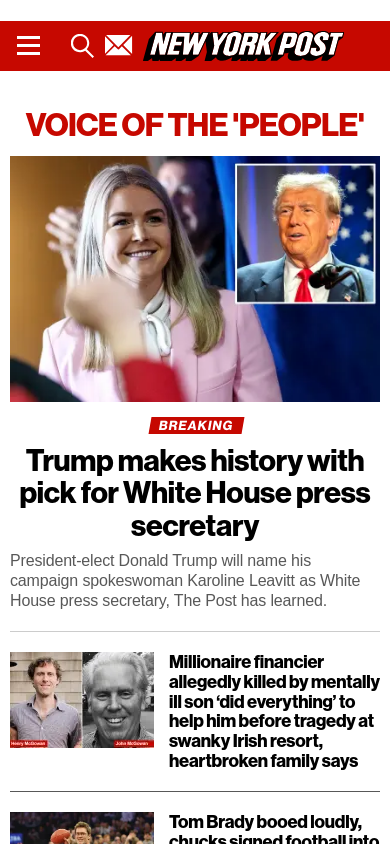 NEW YORK POST
VOICE OF THE 'PEOPLE'
BREAKING
Trump makes history with
pick for White House press
secretary
President-elect Donald Trump will name his
campaign spokeswoman Karoline Leavitt as White
House press secretary, The Post has learned.
Henry McGowan
John McGowan
Millionaire financier
allegedly killed by mentally
ill son ‘did everything’ to
help him before tragedy at
swanky Irish resort,
heartbroken family says
Tom Brady booed loudly,
chucks signed football into